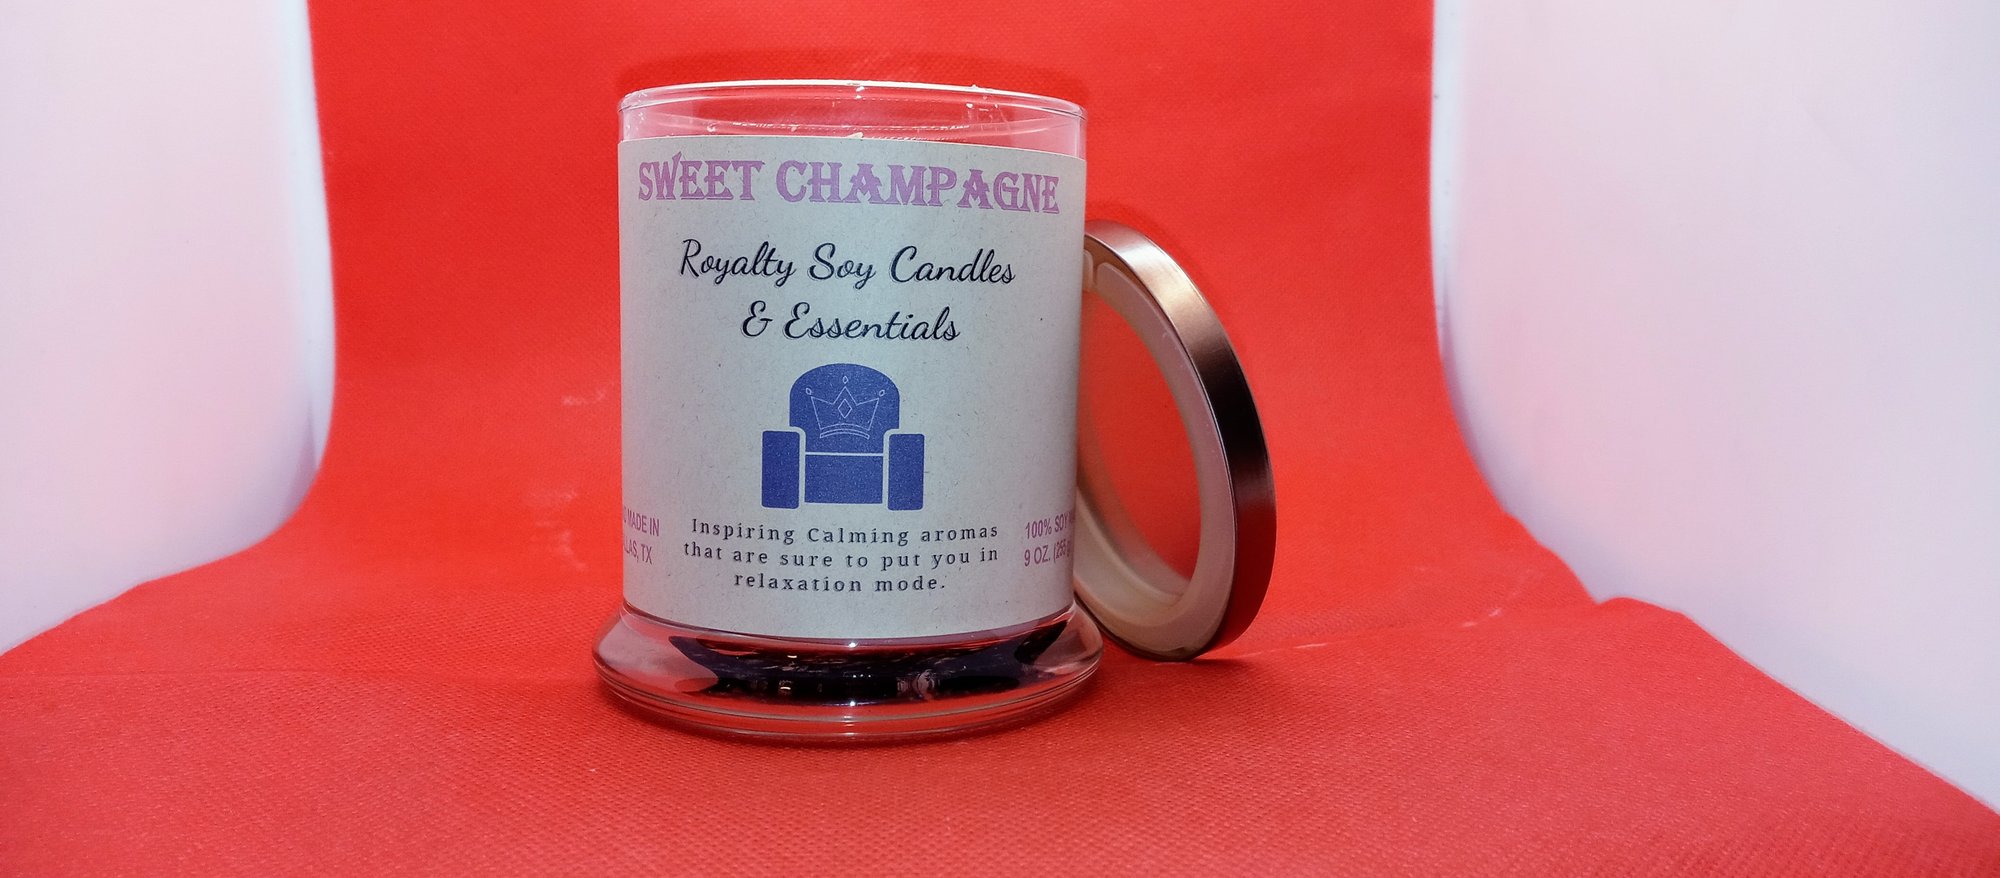 SWEET CHAMPAGNE
Royalty Soy Candles
& Essentials
Inspiring Calming aromas
that are sure to put you in
relaxation mode.
MADE IN
TX
100% SOY
9 OZ.